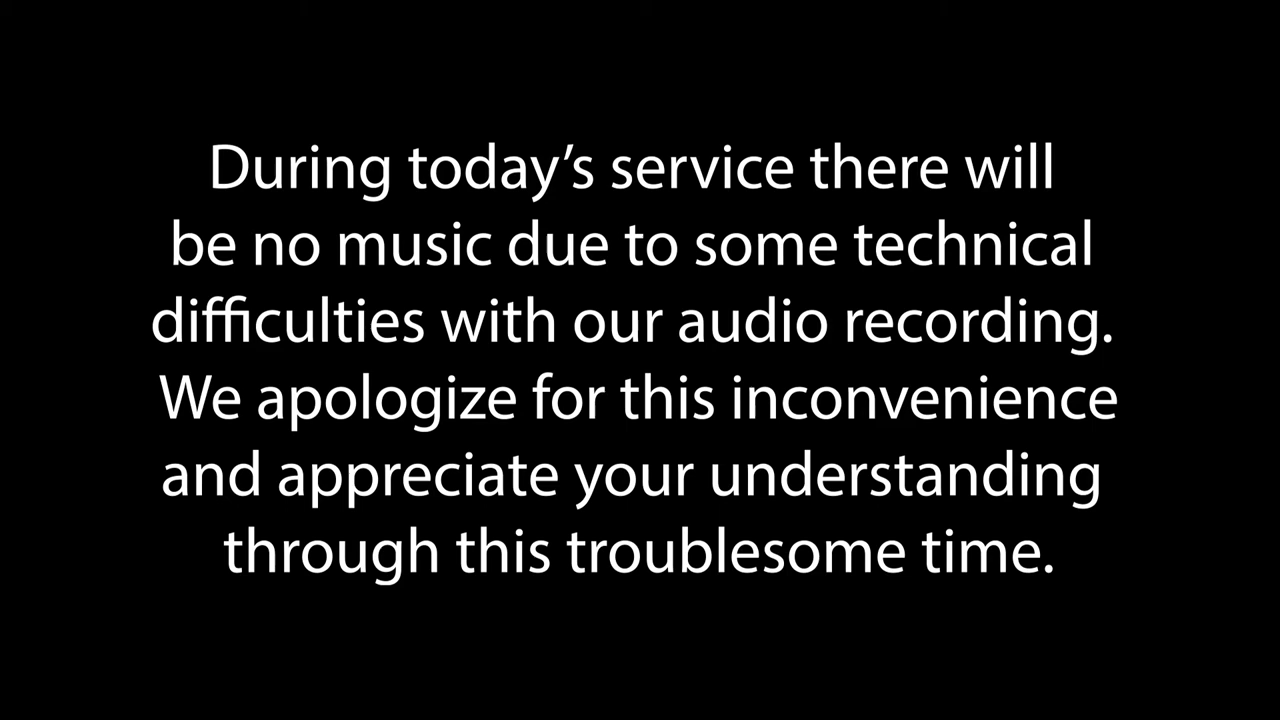 During today’s service there will
be no music due to some technical
difficulties with our audio recording.
We apologize for this inconvenience
and appreciate your understanding
through this troublesome time.